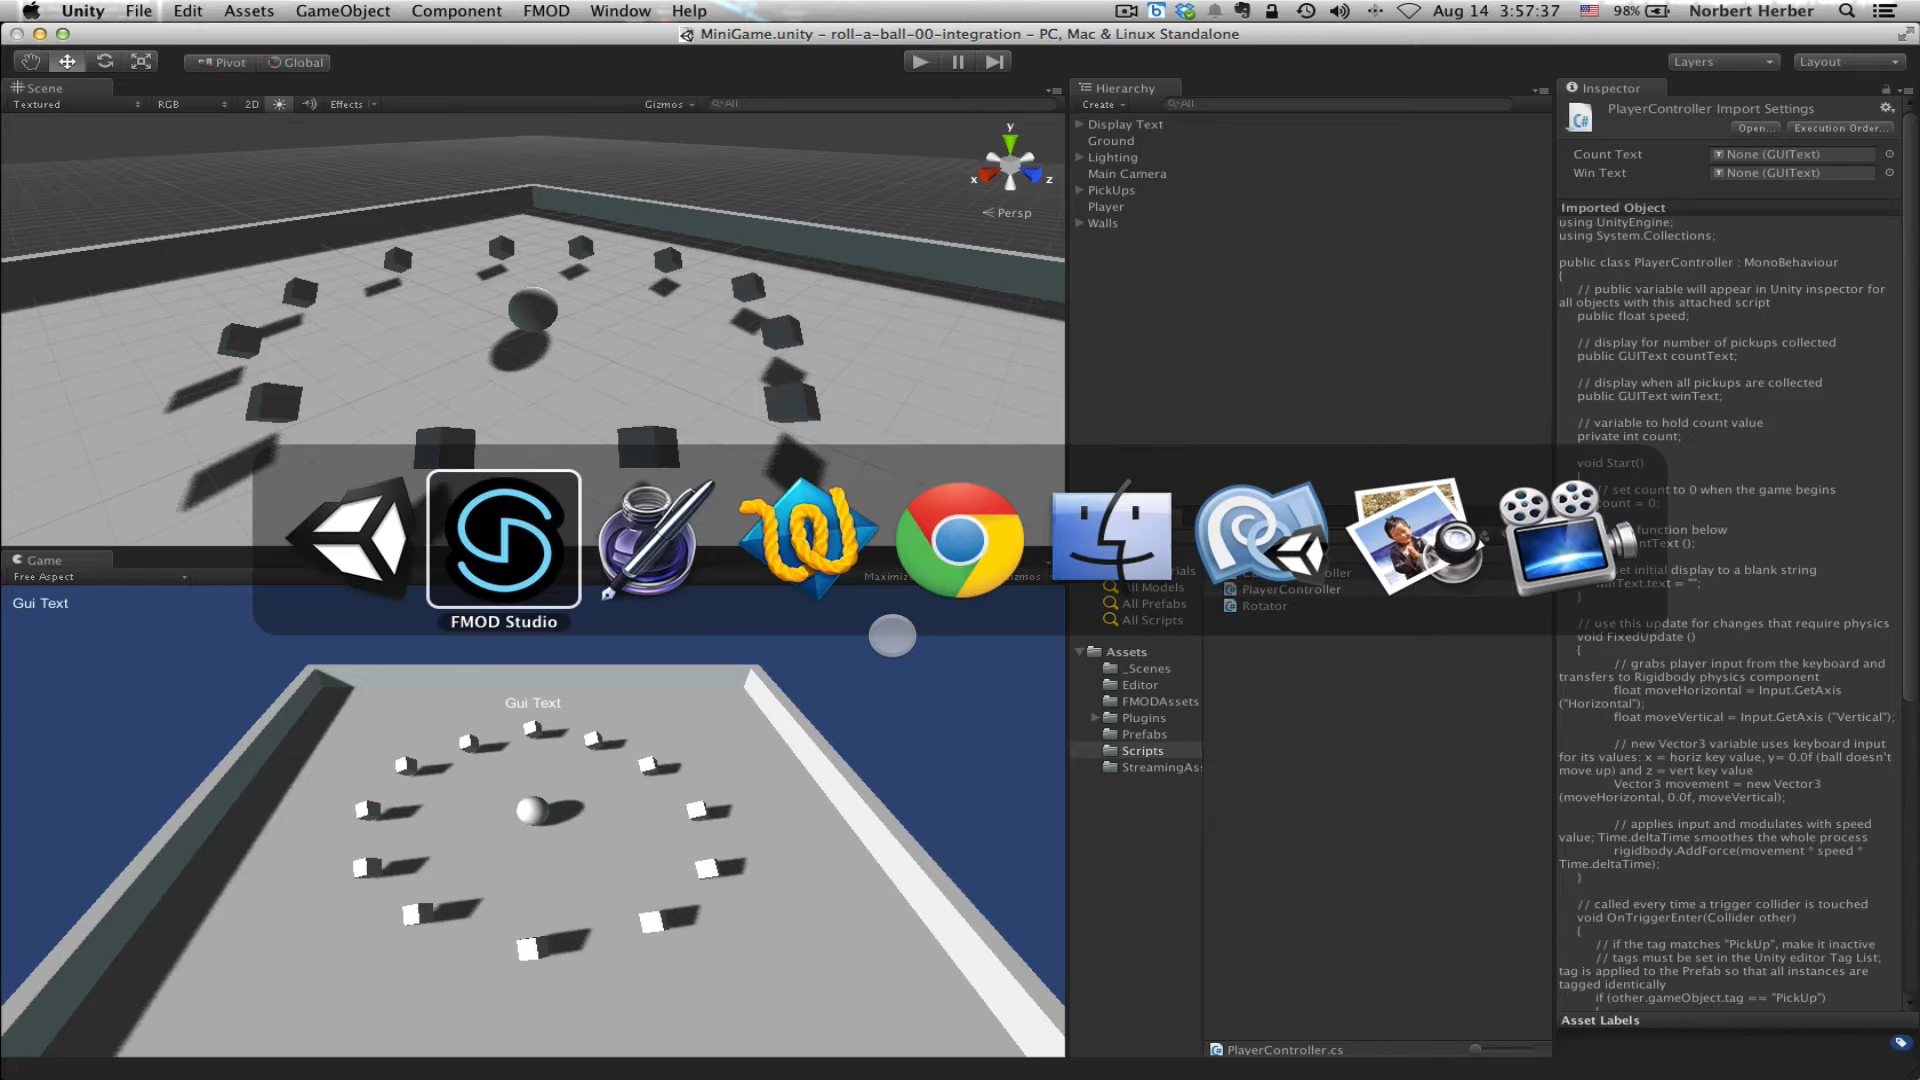 Unity File Edit Assets GameObject Component FMOD Window Help Aug 14 3:57:37 98% Norbert Herber
MiniGame.unity – roll-a-ball-00-integration – PC, Mac & Linux Standalone
Pivot Global Layers Layout
Scene
Textured RGB 2D Effects Gizmos All
y
x
z
Persp
Hierarchy
Create All
Display Text
Ground
Lighting
Main Camera
PickUps
Player
Walls
Inspector
PlayerController Import Settings
Open... Execution Order...
Count Text None (GUIText)
Win Text None (GUIText)
Imported Object
using UnityEngine;
using System.Collections;
public class PlayerController : MonoBehaviour
{
// public variable will appear in Unity inspector for
all objects with this attached script
public float speed;
// display for number of pickups collected
public GUIText countText;
// display when all pickups are collected
public GUIText winText;
// variable to hold count value
private int count;
void Start()
// set count to 0 when the game begins
count = 0;
function below
set initial display to a blank string
winText.text = "";
}
// use this update for changes that require physics
void FixedUpdate ()
{
// grabs player input from the keyboard and
transfers to Rigidbody physics component
float moveHorizontal = Input.GetAxis
("Horizontal");
float moveVertical = Input.GetAxis ("Vertical");
// new Vector3 variable uses keyboard input
for its values: x = horiz key value, y= 0.0f (ball doesn't
move up) and z = vert key value
Vector3 movement = new Vector3
(moveHorizontal, 0.0f, moveVertical);
// applies input and modulates with speed
value; Time.deltaTime smoothes the whole process
rigidbody.AddForce(movement * speed *
Time.deltaTime);
}
// called every time a trigger collider is touched
void OnTriggerEnter(Collider other)
{
// if the tag matches "PickUp", make it inactive
// tags must be set in the Unity editor Tag List;
tag is applied to the Prefab so that all instances are
tagged identically
if (other.gameObject.tag == "PickUp")
Asset Labels
FMOD Studio
Game
Free Aspect
Gui Text
Gui Text
All Prefabs
All Scripts
Assets
_Scenes
Editor
FMODAssets
Plugins
Prefabs
Scripts
StreamingAss
PlayerController
Rotator
PlayerController.cs